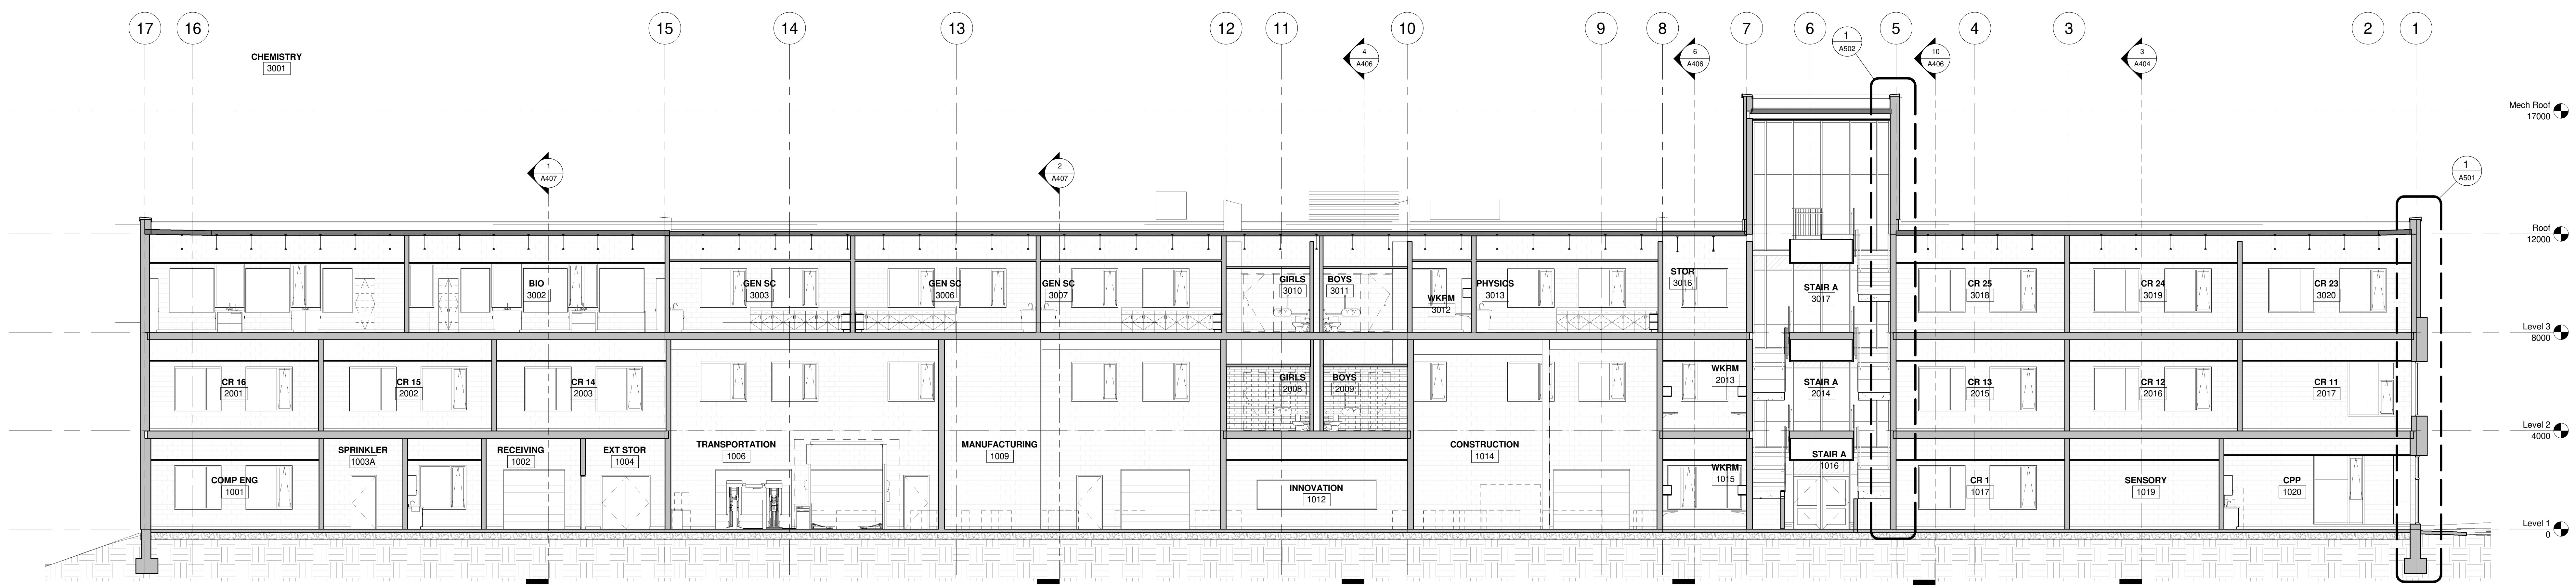 17 16 15 14 13 12 11 10 9 8 7 6 5 4 3 2 1
CHEMISTRY
3001
4
A406
6
A406
1
A502
10
A406
3
A404
Mech Roof
17000
1
A407
2
A407
1
A501
Roof
12000
BIO
3002
GEN SC
3003
GEN SC
3006
GEN SC
3007
GIRLS
3010
BOYS
3011
WKRM
3012
PHYSICS
3013
STOR
3016
STAIR A
3017
CR 25
3018
CR 24
3019
CR 23
3020
Level 3
8000
CR 16
2001
CR 15
2002
CR 14
2003
GIRLS
2008
BOYS
2009
WKRM
2013
STAIR A
2014
CR 13
2015
CR 12
2016
CR 11
2017
Level 2
4000
COMP ENG
1001
SPRINKLER
1003A
RECEIVING
1002
EXT STOR
1004
TRANSPORTATION
1006
MANUFACTURING
1009
INNOVATION
1012
CONSTRUCTION
1014
WKRM
1015
STAIR A
1016
CR 1
1017
SENSORY
1019
CPP
1020
Level 1
0